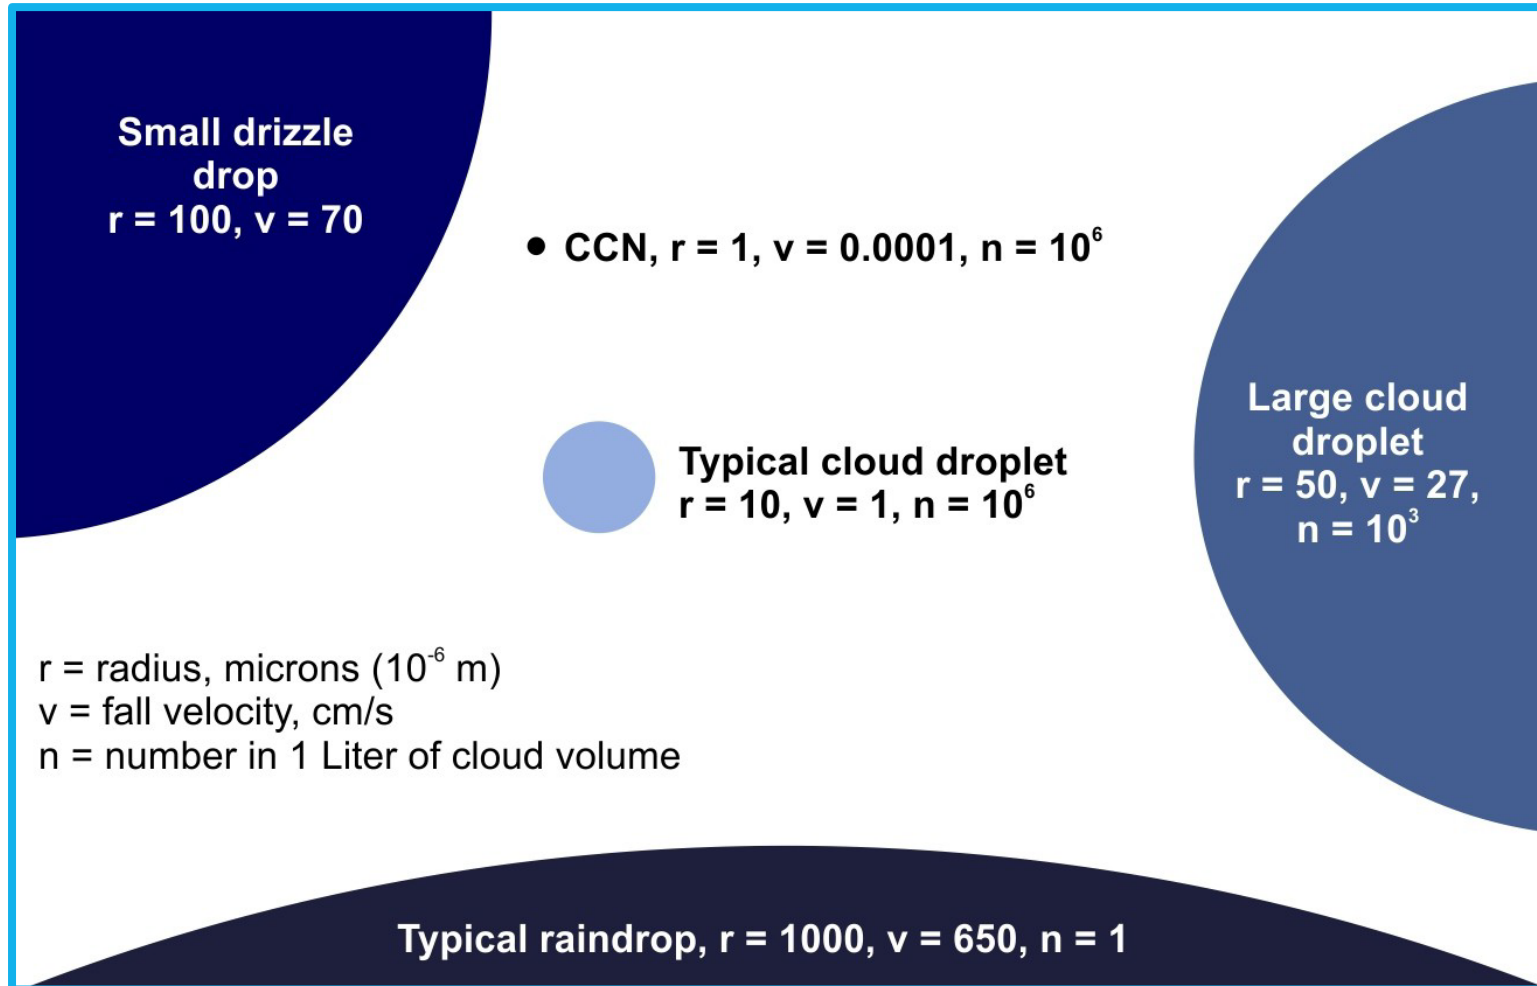 Small drizzle
drop
r = 100, v = 70
CCN, r = 1, v = 0.0001, n = 10⁶
Large cloud
droplet
r = 50, v = 27,
n = 10³
Typical cloud droplet
r = 10, v = 1, n = 10⁶
r = radius, microns (10⁻⁶ m)
v = fall velocity, cm/s
n = number in 1 Liter of cloud volume
Typical raindrop, r = 1000, v = 650, n = 1